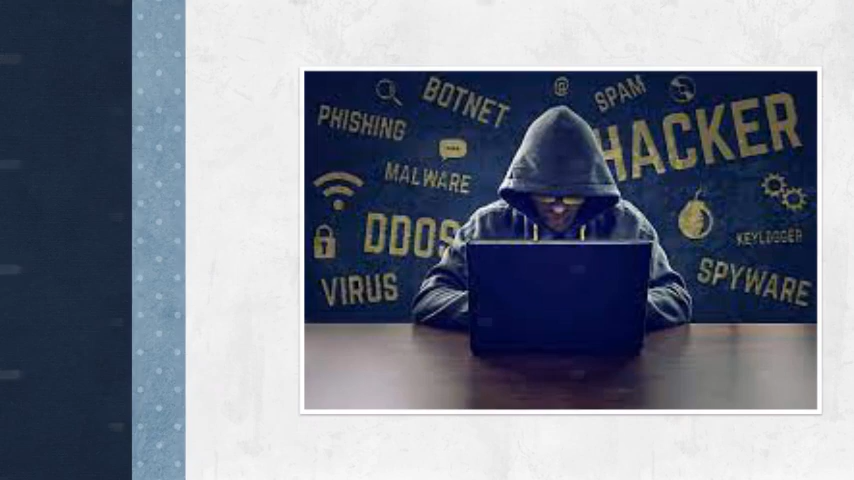 BOTNET
@
SPAM
PHISHING
HACKER
MALWARE
DDOS
KEYLOGGER
VIRUS
SPYWARE